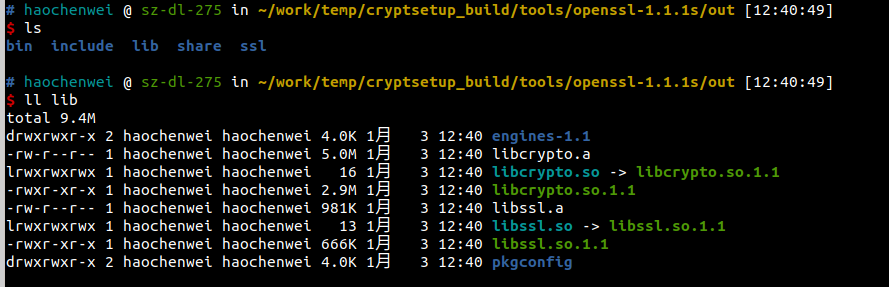 # haochenwei @ sz-dl-275 in ~/work/temp/cryptsetup_build/tools/openssl-1.1.1s/out [12:40:49]
$ ls
bin  include  lib  share  ssl
# haochenwei @ sz-dl-275 in ~/work/temp/cryptsetup_build/tools/openssl-1.1.1s/out [12:40:49]
$ ll lib
total 9.4M
drwxrwxr-x 2 haochenwei haochenwei 4.0K 1月   3 12:40 engines-1.1
-rw-r--r-- 1 haochenwei haochenwei 5.0M 1月   3 12:40 libcrypto.a
lrwxrwxrwx 1 haochenwei haochenwei   16 1月   3 12:40 libcrypto.so -> libcrypto.so.1.1
-rwxr-xr-x 1 haochenwei haochenwei 2.9M 1月   3 12:40 libcrypto.so.1.1
-rw-r--r-- 1 haochenwei haochenwei 981K 1月   3 12:40 libssl.a
lrwxrwxrwx 1 haochenwei haochenwei   13 1月   3 12:40 libssl.so -> libssl.so.1.1
-rwxr-xr-x 1 haochenwei haochenwei 666K 1月   3 12:40 libssl.so.1.1
drwxrwxr-x 2 haochenwei haochenwei 4.0K 1月   3 12:40 pkgconfig